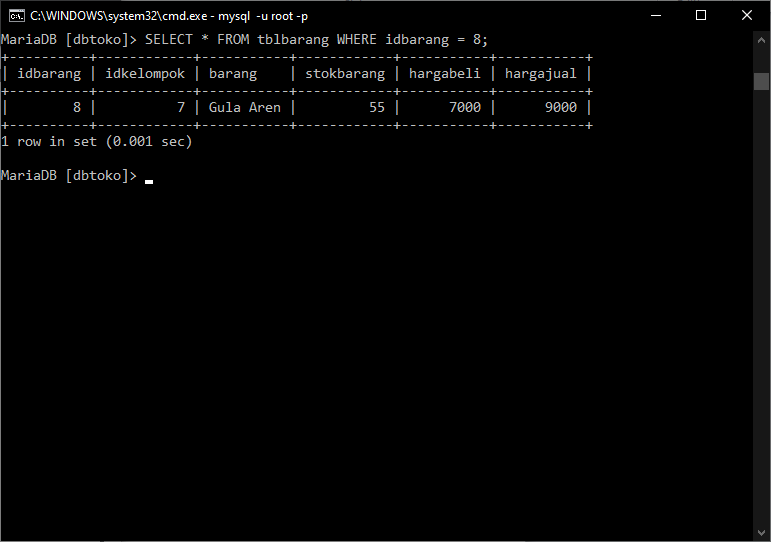 C:\WINDOWS\system32\cmd.exe - mysql  -u root -p
MariaDB [dbtoko]> SELECT * FROM tblbarang WHERE idbarang = 8;
+----------+------------+-----------+------------+-----------+-----------+
| idbarang | idkelompok | barang    | stokbarang | hargabeli | hargajual |
+----------+------------+-----------+------------+-----------+-----------+
|        8 |          7 | Gula Aren |         55 |      7000 |      9000 |
+----------+------------+-----------+------------+-----------+-----------+
1 row in set (0.001 sec)
MariaDB [dbtoko]> _